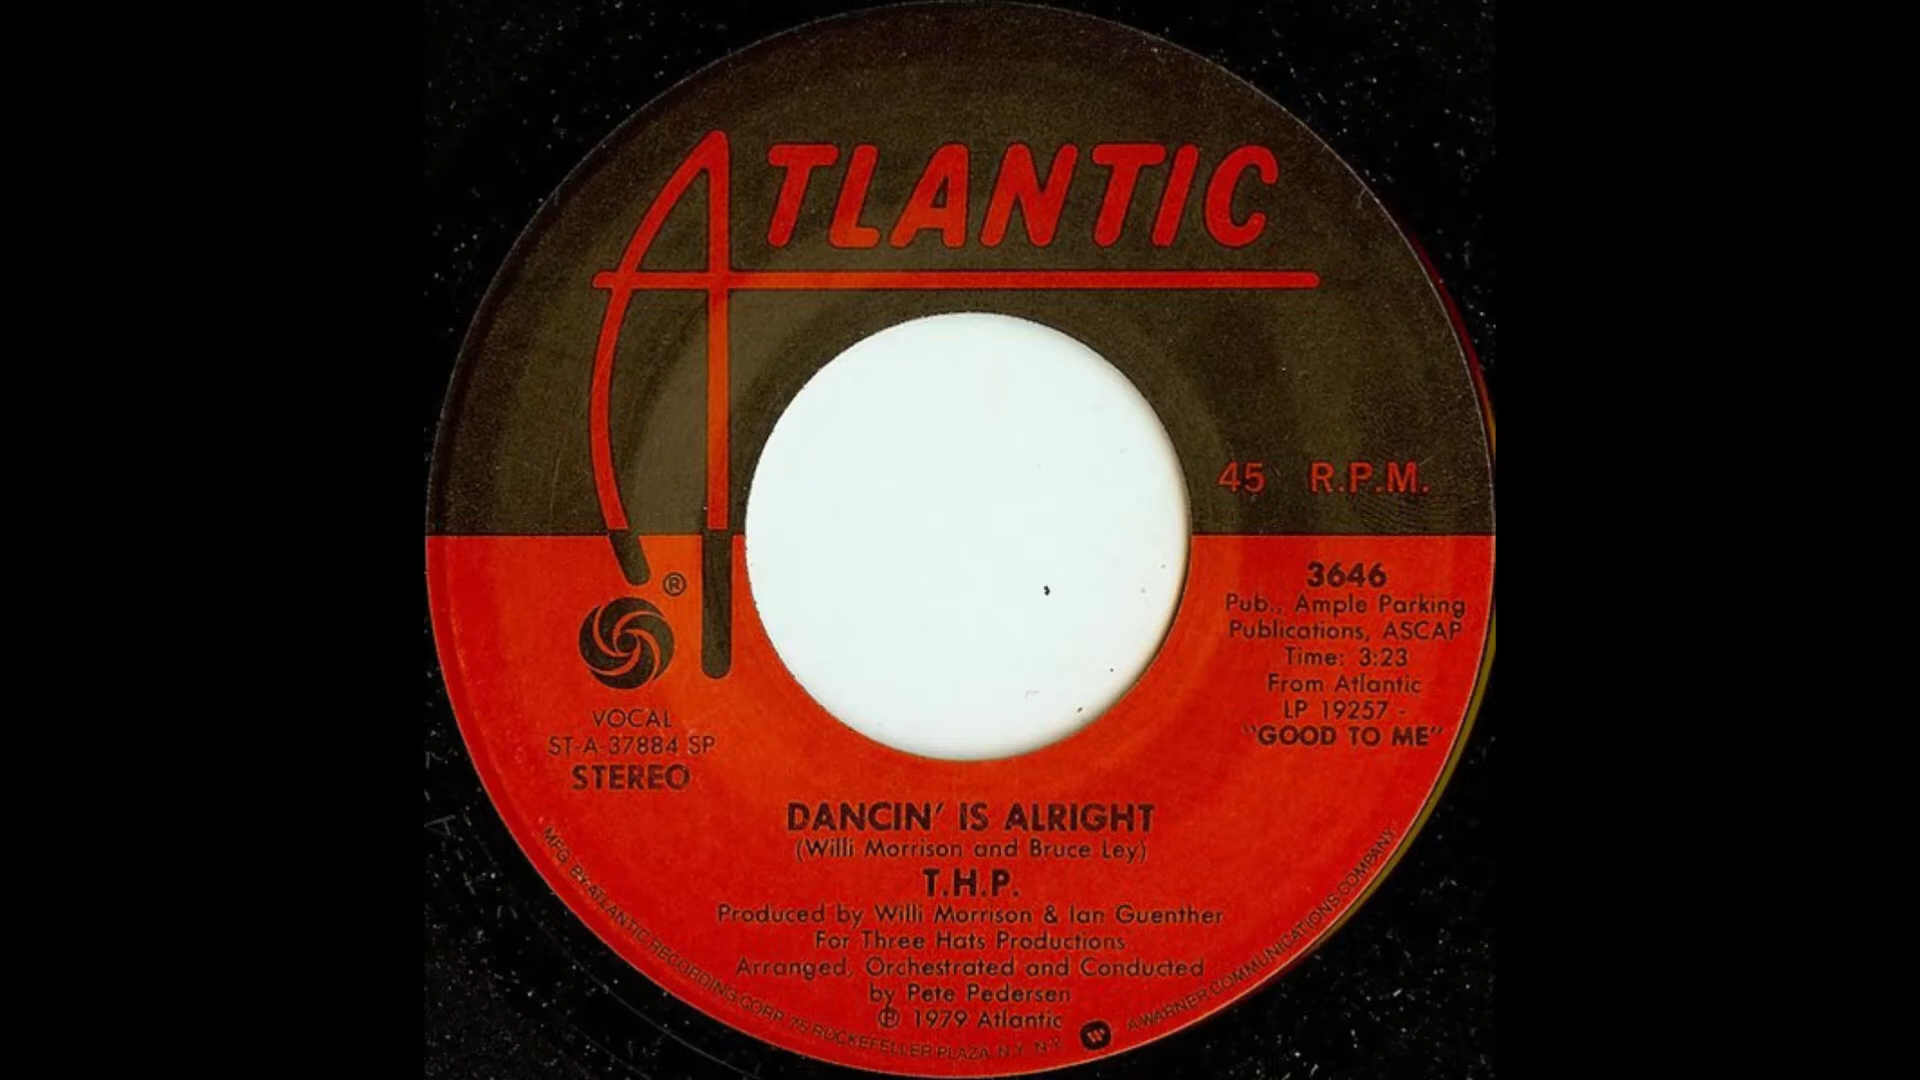 ATLANTIC
45 R.P.M.
®
VOCAL
ST-A-37884 SP
STEREO
3646
Pub., Ample Parking
Publications, ASCAP
Time: 3:23
From Atlantic
LP 19257 -
"GOOD TO ME"
DANCIN' IS ALRIGHT
(Willi Morrison and Bruce Ley)
T.H.P.
Produced by Willi Morrison & Ian Guenther
For Three Hats Productions
Arranged, Orchestrated and Conducted
by Pete Pedersen
℗ 1979 Atlantic
MFG. BY ATLANTIC RECORDING CORP. 75 ROCKEFELLER PLAZA, N.Y. N.Y. A WARNER COMMUNICATIONS COMPANY